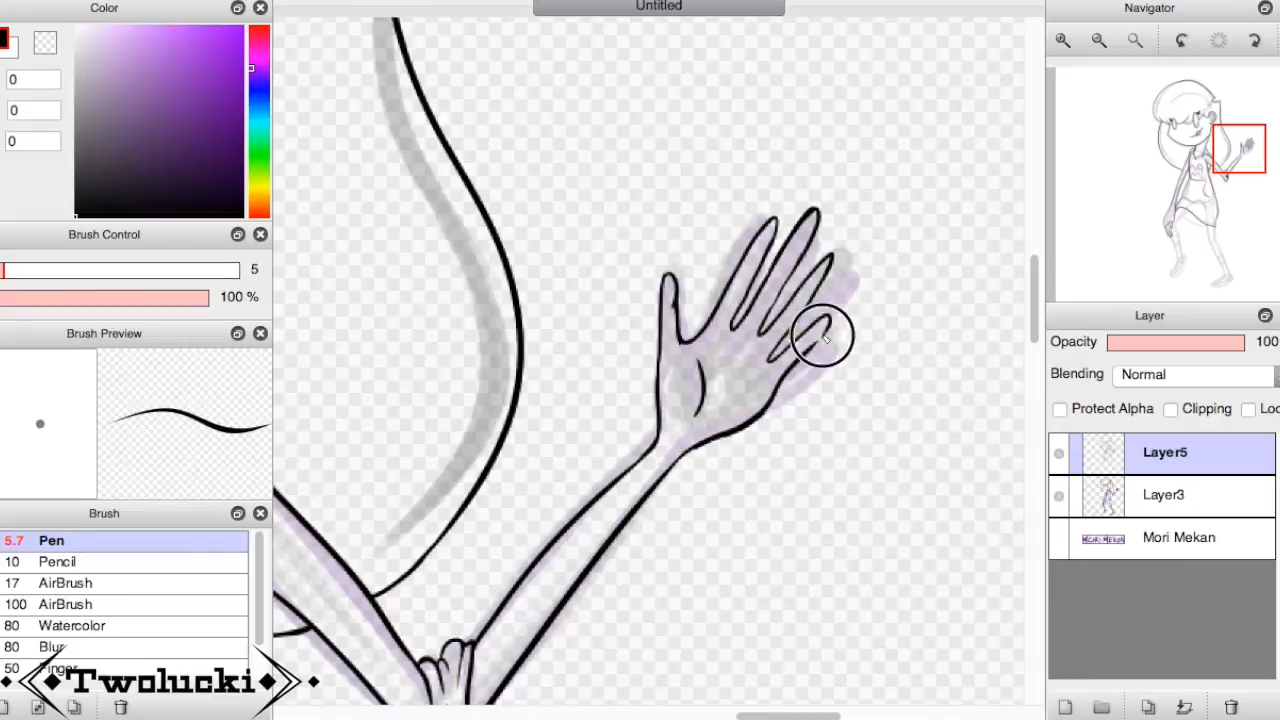 Untitled
Color
0
0
0
Brush Control
5
100 %
Brush Preview
Brush
5.7 Pen
10 Pencil
17 AirBrush
100 AirBrush
80 Watercolor
80 Blur
50 Finger
Twolucki
Navigator
Layer
Opacity 100
Blending Normal
Protect Alpha Clipping Loc
Layer5
Layer3
MORI MEKAN Mori Mekan